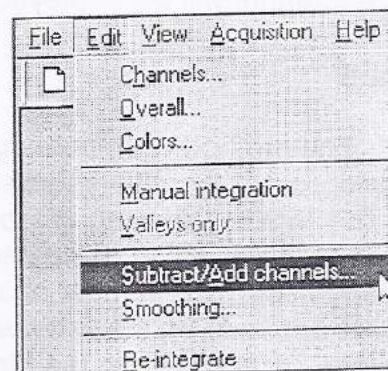 File Edit View Acquisition Help
Channels...
Overall...
Colors...
Manual integration
Valleys only
Subtract/Add channels...
Smoothing...
Re-integrate